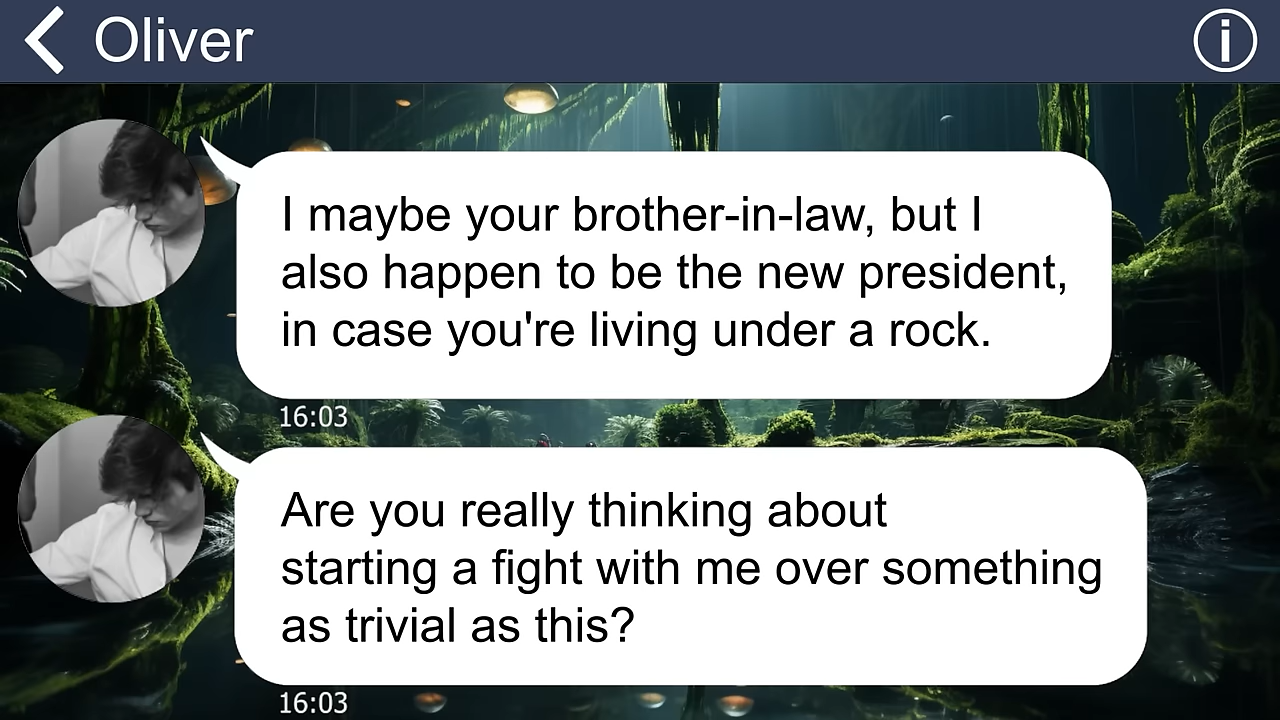 Oliver
I maybe your brother-in-law, but I
also happen to be the new president,
in case you're living under a rock.
16:03
Are you really thinking about
starting a fight with me over something
as trivial as this?
16:03